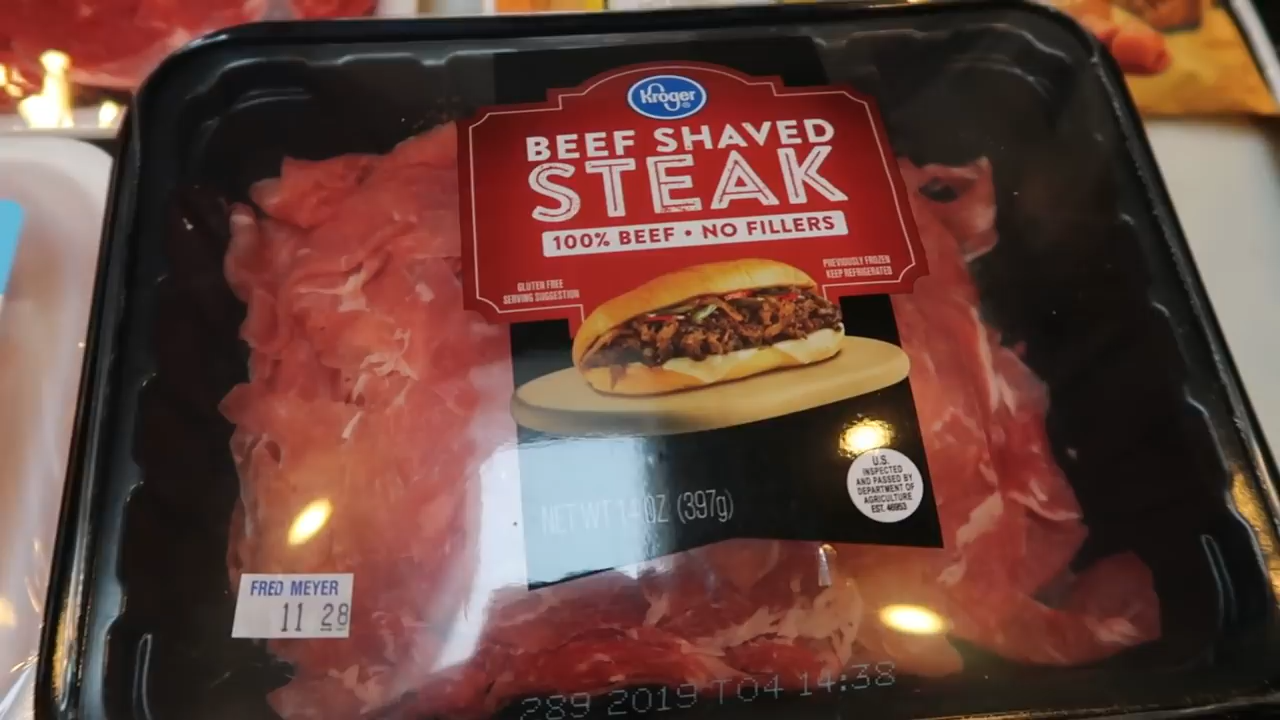 Kroger
BEEF SHAVED
STEAK
100% BEEF • NO FILLERS
GLUTEN FREE
SERVING SUGGESTION
PREVIOUSLY FROZEN
KEEP REFRIGERATED
NET WT 14 OZ (397g)
U.S.
INSPECTED
AND PASSED BY
DEPARTMENT OF
AGRICULTURE
EST.
FRED MEYER
11 28
289 2019 T04 14:38